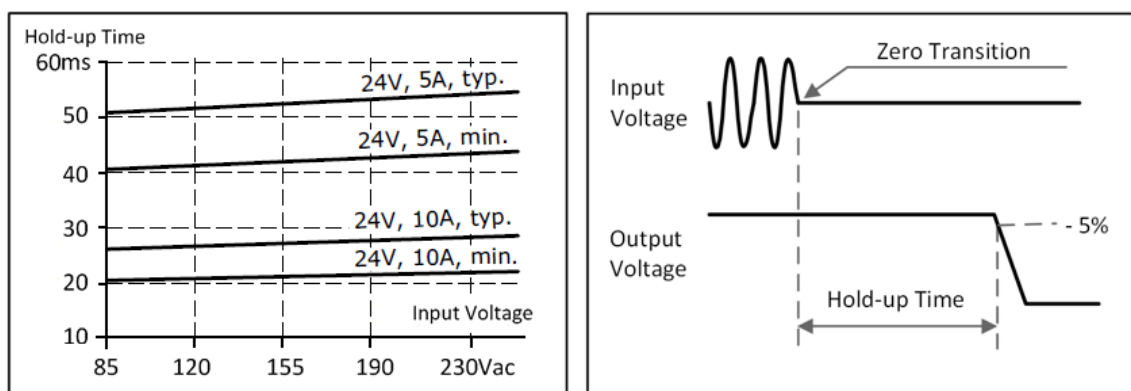 Hold-up Time
60ms
50
40
30
20
10
24V, 5A, typ.
24V, 5A, min.
24V, 10A, typ.
24V, 10A, min.
Input Voltage
85 120 155 190 230Vac
Zero Transition
Input
Voltage
Output
Voltage
- 5%
Hold-up Time